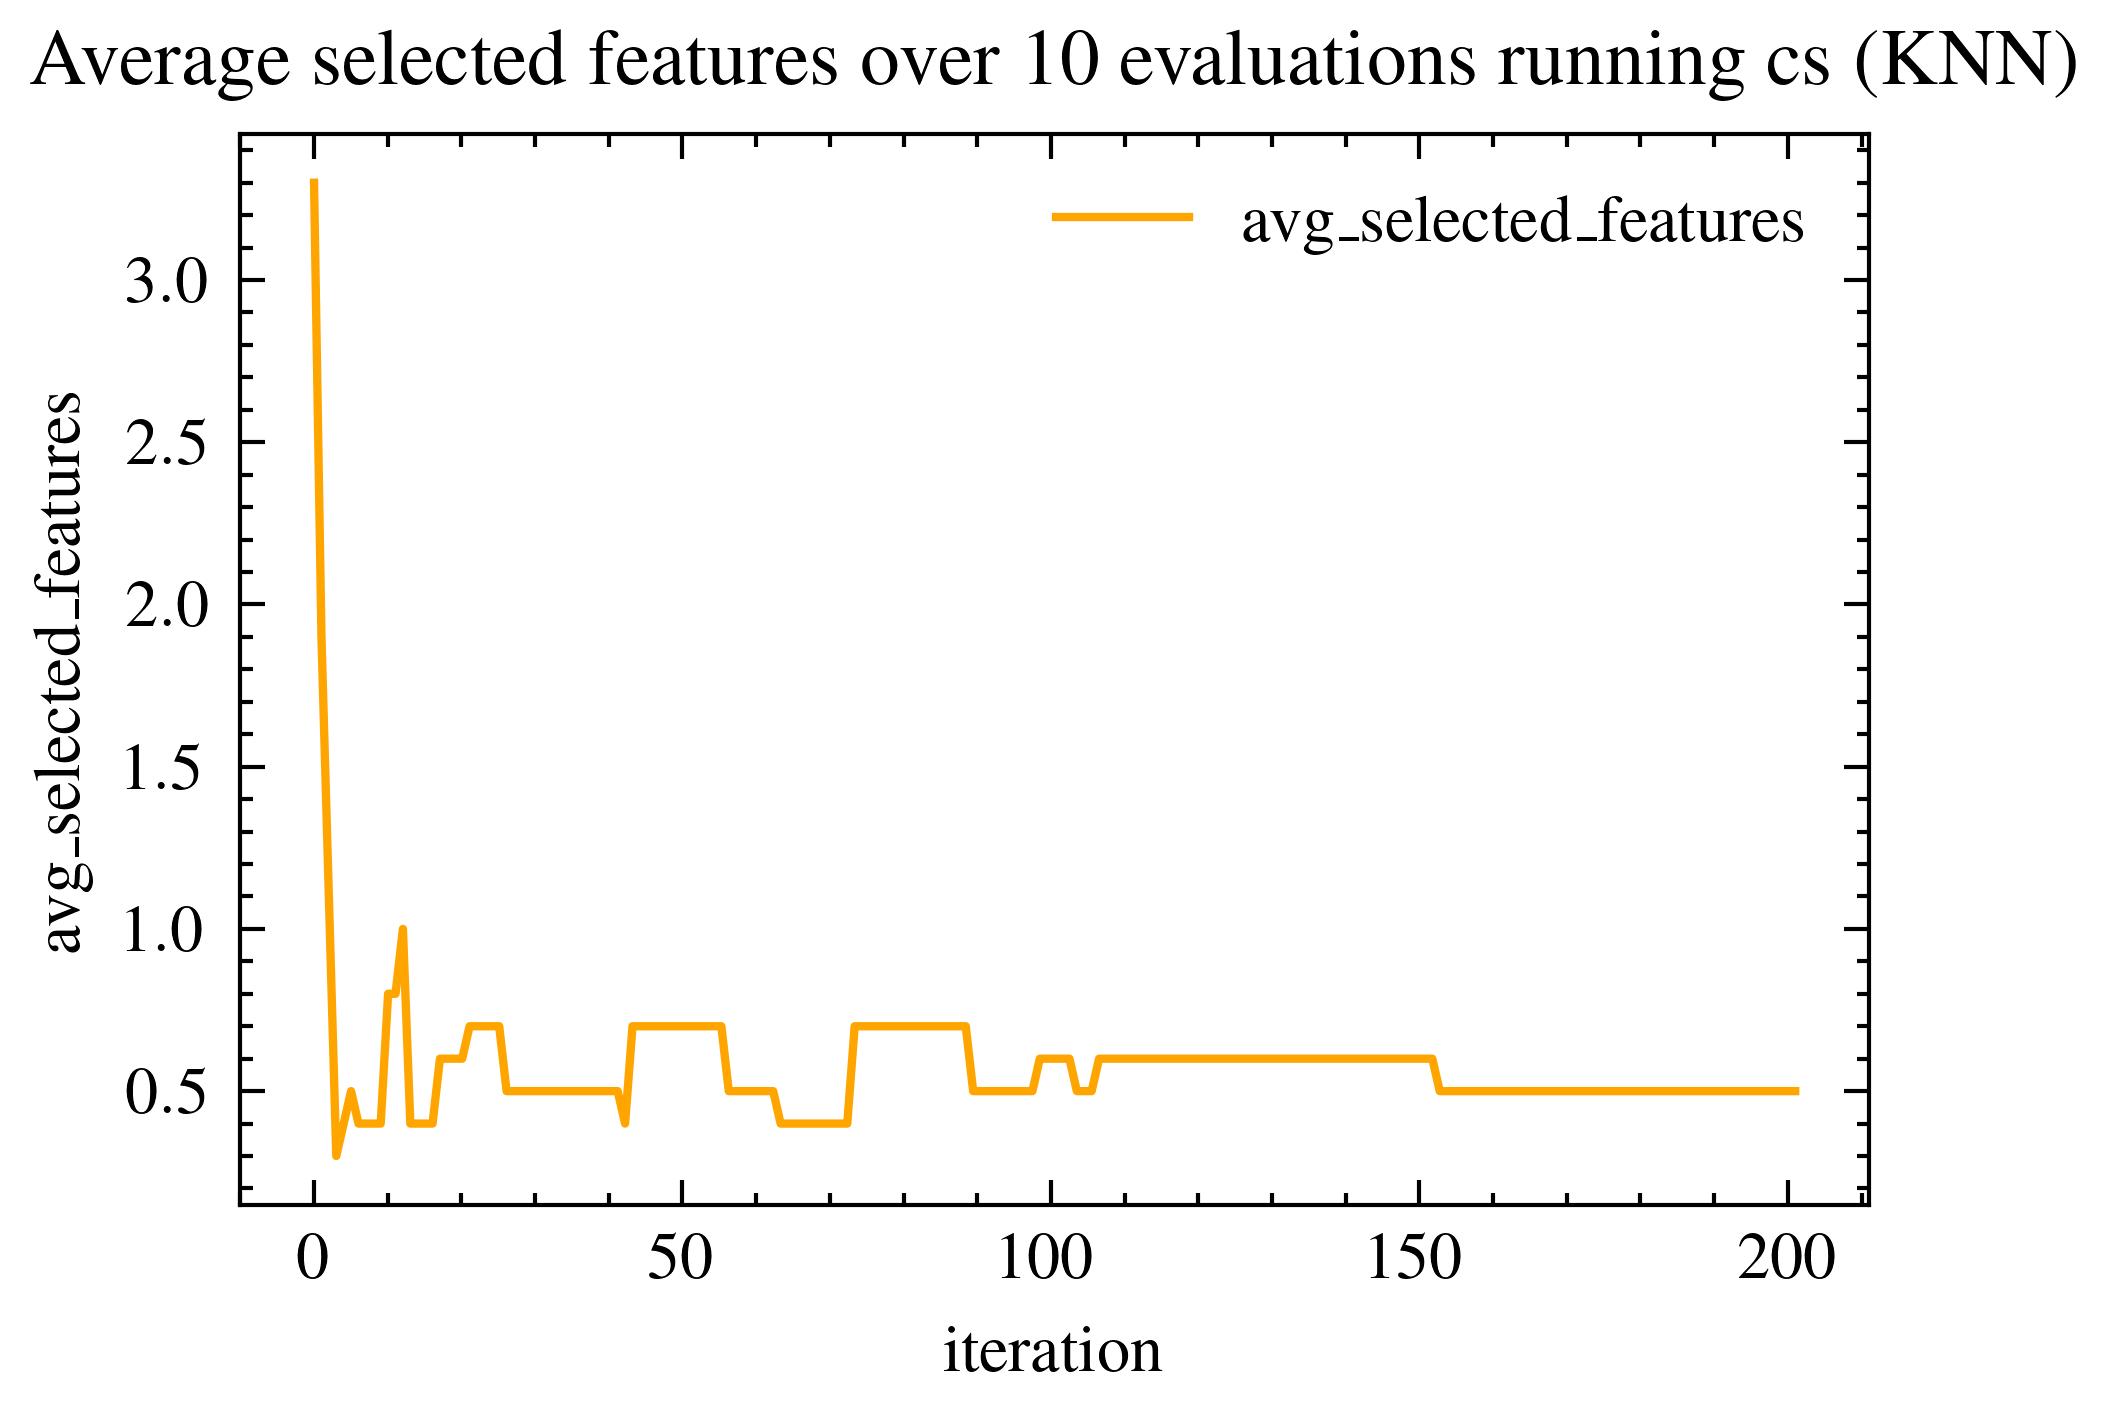 Average selected features over 10 evaluations running cs (KNN)
avg_selected_features
3.0
2.5
2.0
1.5
1.0
0.5
avg_selected_features
0 50 100 150 200
iteration